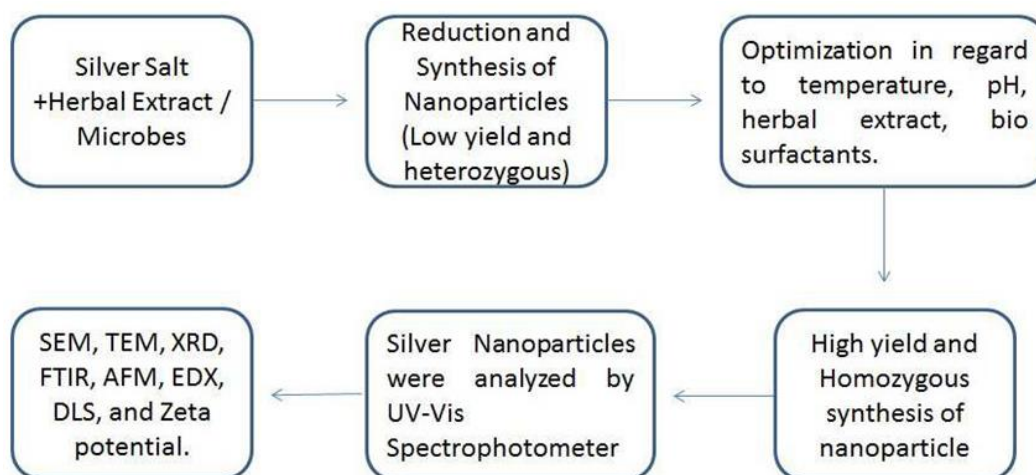 Silver Salt
+Herbal Extract /
Microbes
Reduction and
Synthesis of
Nanoparticles
(Low yield and
heterozygous)
Optimization in regard
to temperature, pH,
herbal extract, bio
surfactants.
High yield and
Homozygous
synthesis of
nanoparticle
Silver Nanoparticles
were analyzed by
UV-Vis
Spectrophotometer
SEM, TEM, XRD,
FTIR, AFM, EDX,
DLS, and Zeta
potential.